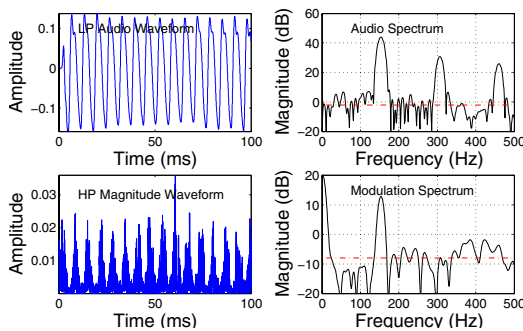 LP Audio Waveform
0.1
0
−0.1
0 50 100
Time (ms)
Amplitude
Audio Spectrum
60
40
20
0
−20
0 100 200 300 400 500
Frequency (Hz)
Magnitude (dB)
HP Magnitude Waveform
0.03
0.02
0.01
0 50 100
Time (ms)
Amplitude
Modulation Spectrum
20
10
0
−10
−20
0 100 200 300 400 500
Frequency (Hz)
Magnitude (dB)